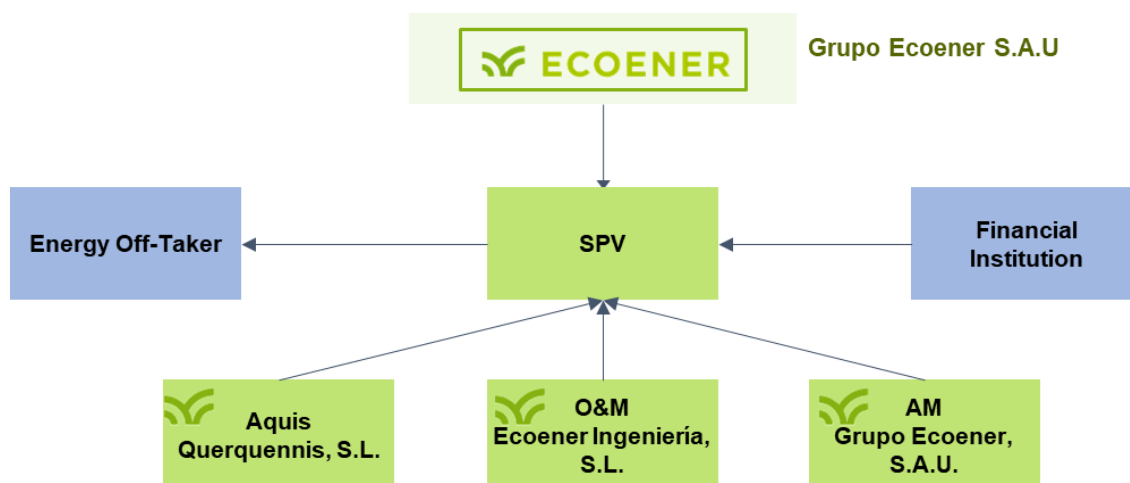 ECOENER
Grupo Ecoener S.A.U
Energy Off-Taker
SPV
Financial
Institution
Aquis
Querquennis, S.L.
O&M
Ecoener Ingeniería,
S.L.
AM
Grupo Ecoener,
S.A.U.